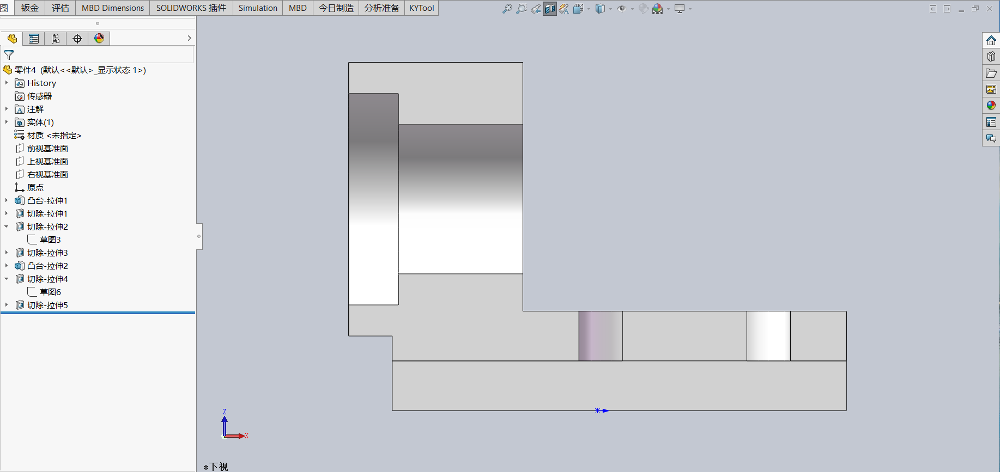 图 钣金 评估 MBD Dimensions SOLIDWORKS 插件 Simulation MBD 今日制造 分析准备 KYTool
零件4 (默认<<默认>_显示状态 1>)
History
传感器
注解
实体(1)
材质 <未指定>
前视基准面
上视基准面
右视基准面
原点
凸台-拉伸1
切除-拉伸1
切除-拉伸2
草图3
切除-拉伸3
凸台-拉伸2
切除-拉伸4
草图6
切除-拉伸5
Z
X
*下视